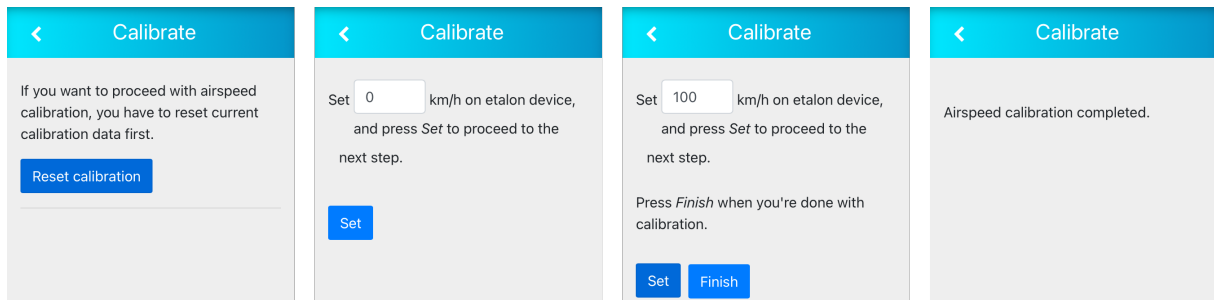 Calibrate
If you want to proceed with airspeed
calibration, you have to reset current
calibration data first.
Reset calibration
Calibrate
Set 0 km/h on etalon device,
and press Set to proceed to the
next step.
Set
Calibrate
Set 100 km/h on etalon device,
and press Set to proceed to the
next step.
Press Finish when you're done with
calibration.
Set Finish
Calibrate
Airspeed calibration completed.